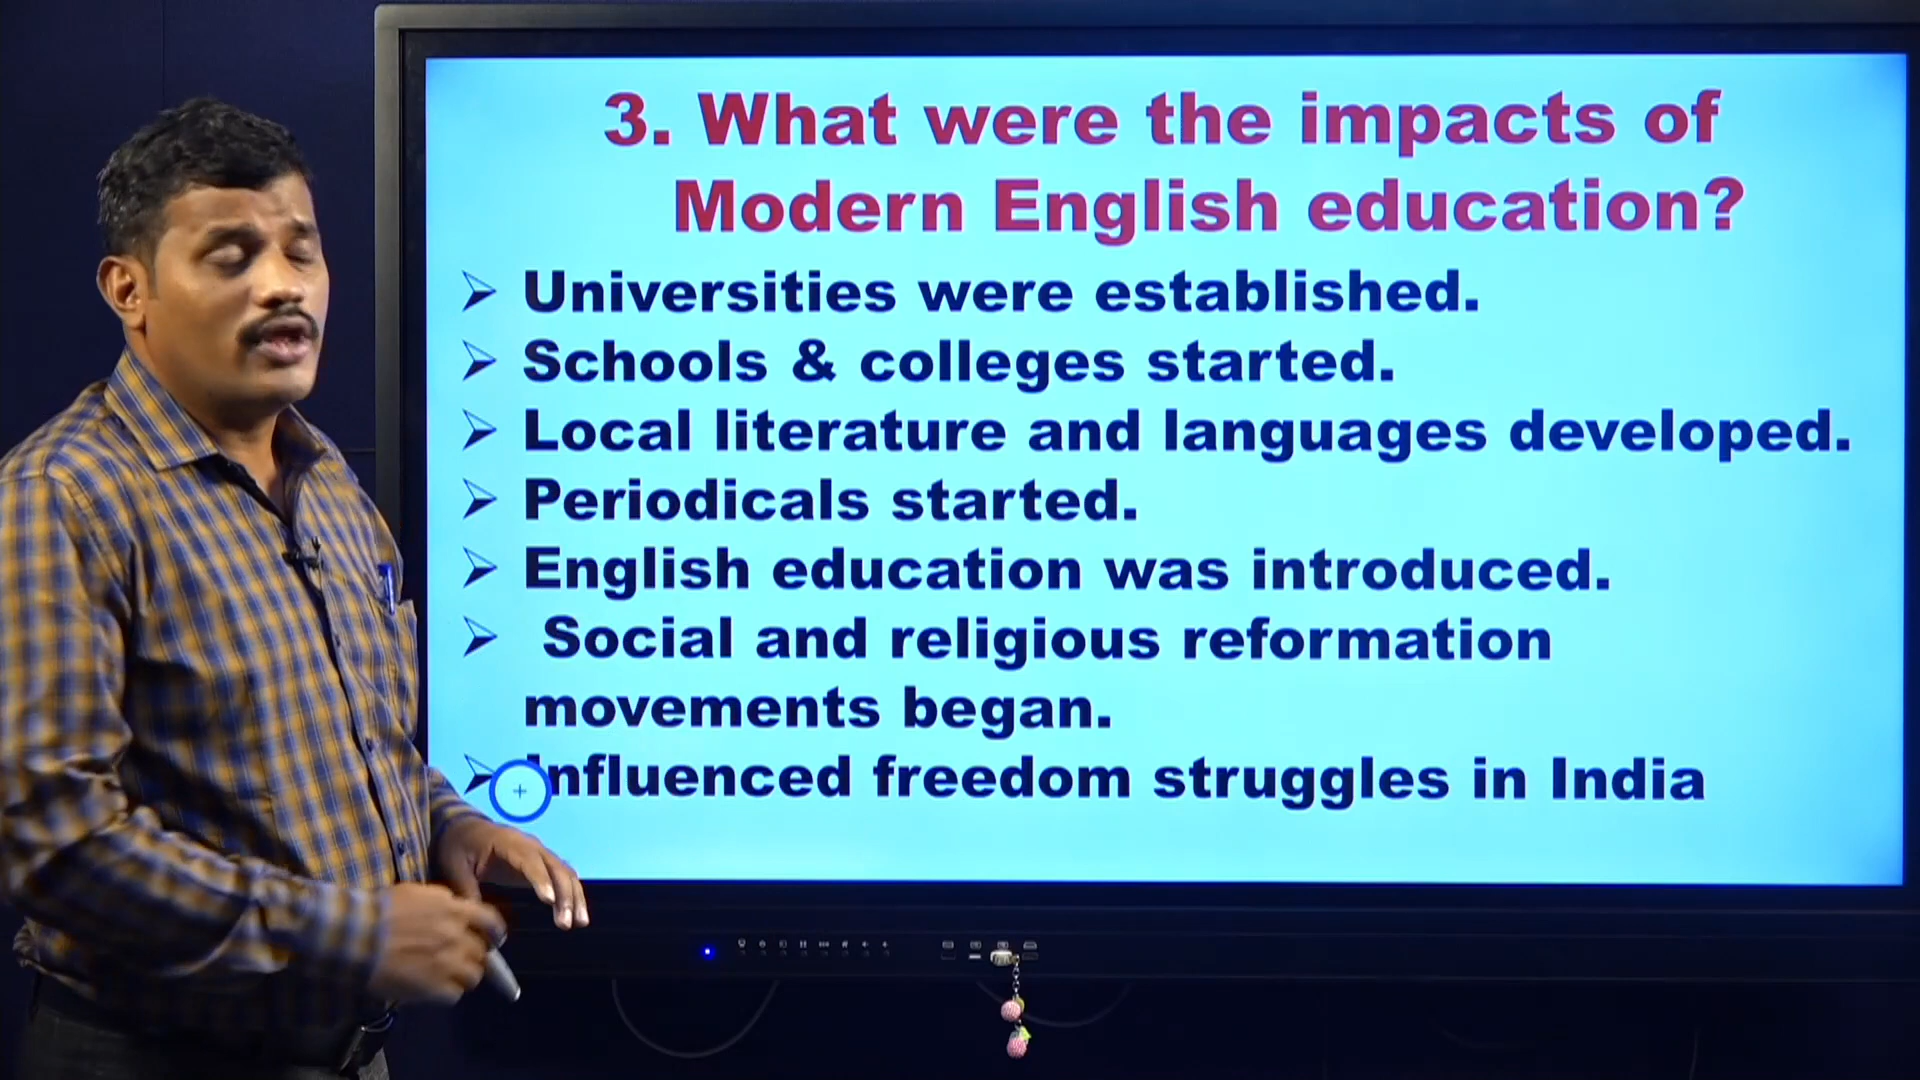 3. What were the impacts of
Modern English education?
➢ Universities were established.
➢ Schools & colleges started.
➢ Local literature and languages developed.
➢ Periodicals started.
➢ English education was introduced.
➢ Social and religious reformation
movements began.
➢ Influenced freedom struggles in India